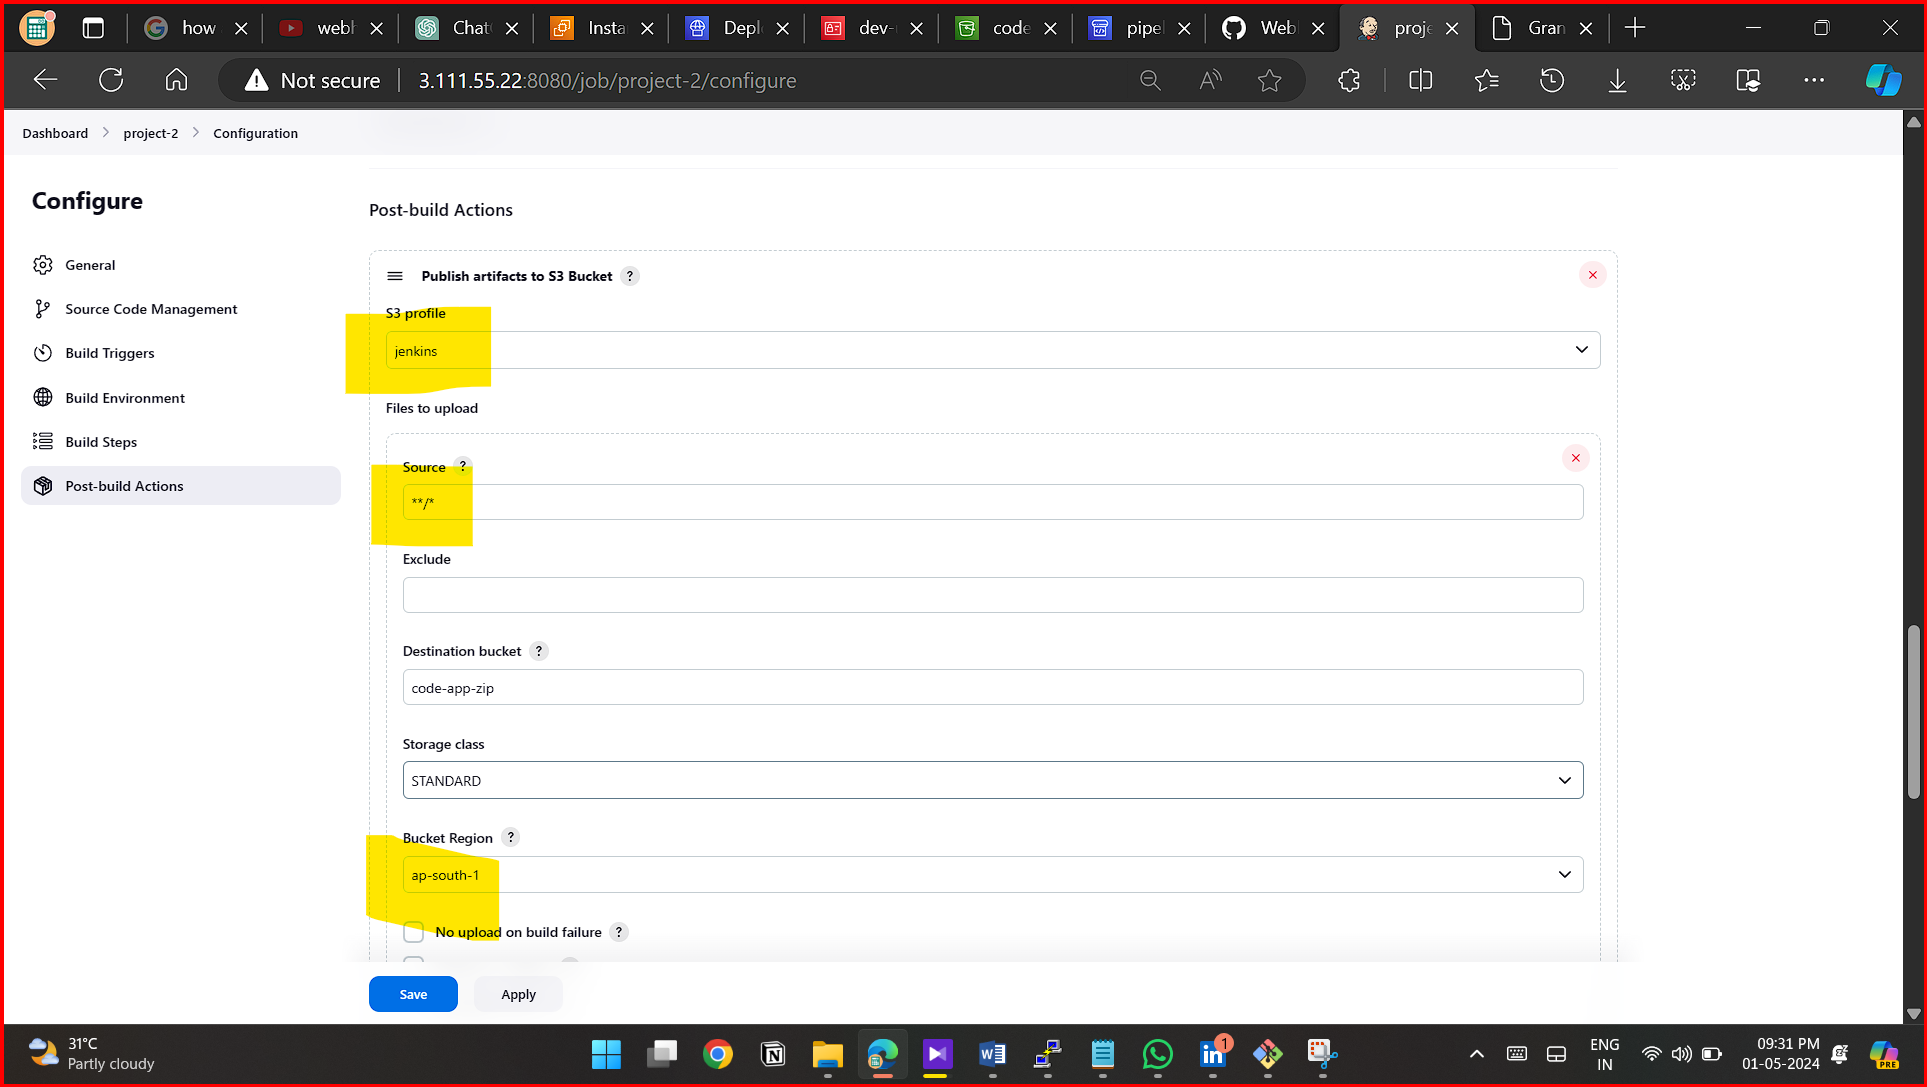 how
webh
Chat
Insta
Depl
dev-
code
pipel
Web
proje
Gran
Not secure
3.111.55.22:8080/job/project-2/configure
Dashboard > project-2 > Configuration
Configure
General
Source Code Management
Build Triggers
Build Environment
Build Steps
Post-build Actions
Post-build Actions
Publish artifacts to S3 Bucket ?
S3 profile
jenkins
Files to upload
Source ?
**/*
Exclude
Destination bucket ?
code-app-zip
Storage class
STANDARD
Bucket Region ?
ap-south-1
No upload on build failure ?
Save
Apply
31°C
Partly cloudy
1
ENG
IN
09:31 PM
01-05-2024
PRE